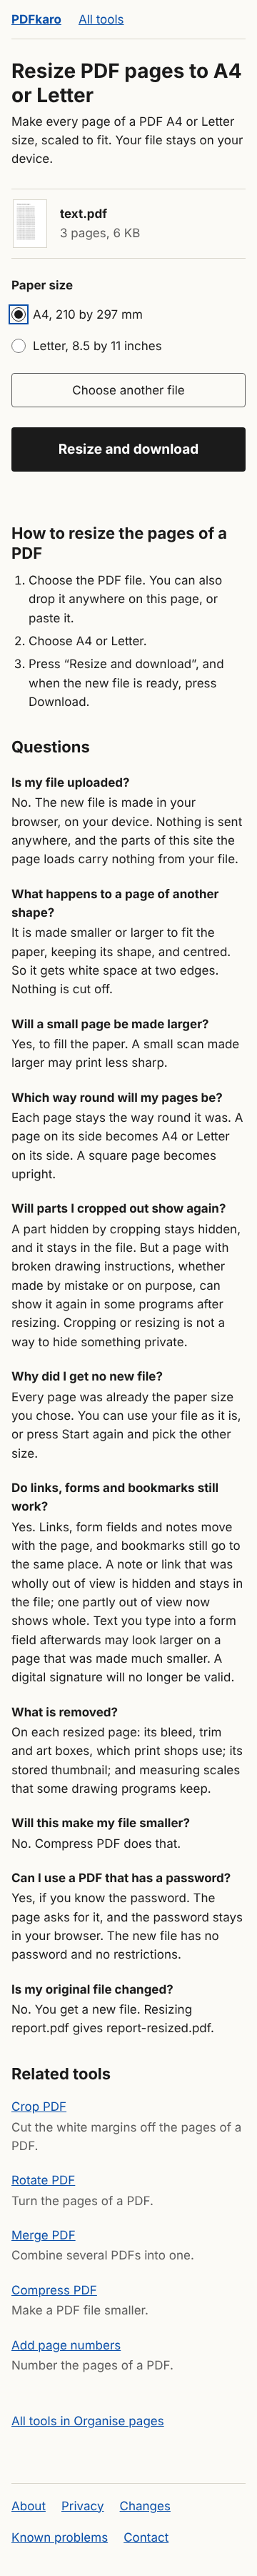 PDFkaro All tools
Resize PDF pages to A4
or Letter
Make every page of a PDF A4 or Letter
size, scaled to fit. Your file stays on your
device.
text.pdf
3 pages, 6 KB
Paper size
A4, 210 by 297 mm
Letter, 8.5 by 11 inches
Choose another file
Resize and download
How to resize the pages of a
PDF
1. Choose the PDF file. You can also
drop it anywhere on this page, or
paste it.
2. Choose A4 or Letter.
3. Press “Resize and download”, and
when the new file is ready, press
Download.
Questions
Is my file uploaded?
No. The new file is made in your
browser, on your device. Nothing is sent
anywhere, and the parts of this site the
page loads carry nothing from your file.
What happens to a page of another
shape?
It is made smaller or larger to fit the
paper, keeping its shape, and centred.
So it gets white space at two edges.
Nothing is cut off.
Will a small page be made larger?
Yes, to fill the paper. A small scan made
larger may print less sharp.
Which way round will my pages be?
Each page stays the way round it was. A
page on its side becomes A4 or Letter
on its side. A square page becomes
upright.
Will parts I cropped out show again?
A part hidden by cropping stays hidden,
and it stays in the file. But a page with
broken drawing instructions, whether
made by mistake or on purpose, can
show it again in some programs after
resizing. Cropping or resizing is not a
way to hide something private.
Why did I get no new file?
Every page was already the paper size
you chose. You can use your file as it is,
or press Start again and pick the other
size.
Do links, forms and bookmarks still
work?
Yes. Links, form fields and notes move
with the page, and bookmarks still go to
the same place. A note or link that was
wholly out of view is hidden and stays in
the file; one partly out of view now
shows whole. Text you type into a form
field afterwards may look larger on a
page that was made much smaller. A
digital signature will no longer be valid.
What is removed?
On each resized page: its bleed, trim
and art boxes, which print shops use; its
stored thumbnail; and measuring scales
that some drawing programs keep.
Will this make my file smaller?
No. Compress PDF does that.
Can I use a PDF that has a password?
Yes, if you know the password. The
page asks for it, and the password stays
in your browser. The new file has no
password and no restrictions.
Is my original file changed?
No. You get a new file. Resizing
report.pdf gives report-resized.pdf.
Related tools
Crop PDF
Cut the white margins off the pages of a
PDF.
Rotate PDF
Turn the pages of a PDF.
Merge PDF
Combine several PDFs into one.
Compress PDF
Make a PDF file smaller.
Add page numbers
Number the pages of a PDF.
All tools in Organise pages
About Privacy Changes
Known problems Contact